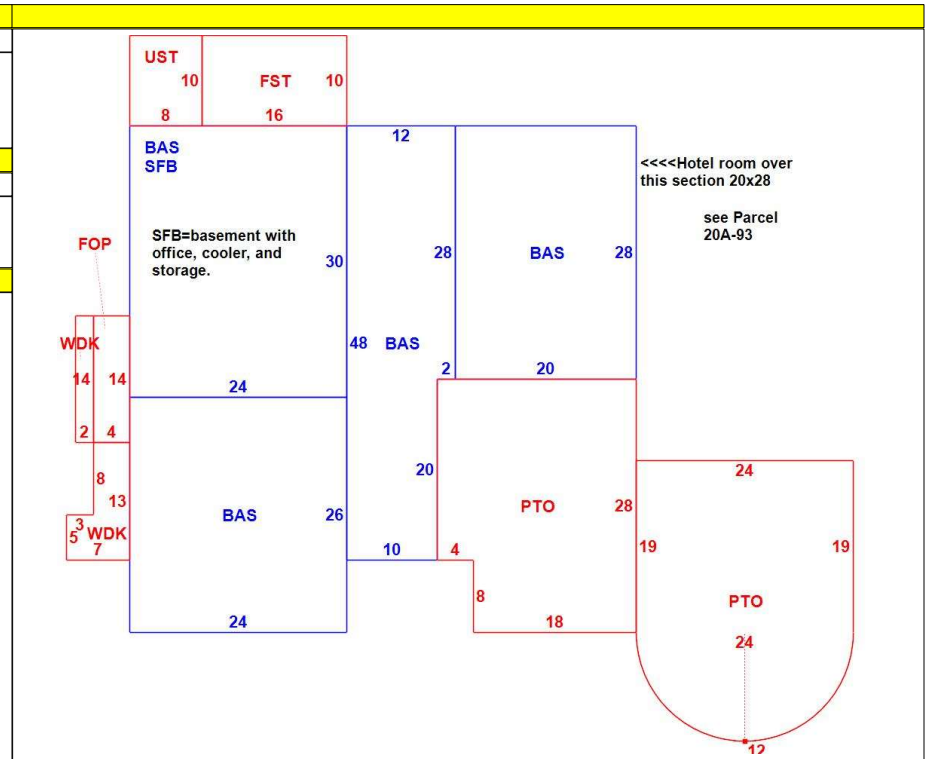 UST
10
FST
10
8
16
12
BAS
SFB
<<<<Hotel room over
this section 20x28
see Parcel
20A-93
SFB=basement with
office, cooler, and
storage.
FOP
30
28
BAS
28
WDK
48
BAS
14
14
24
2
20
2
4
8
20
24
13
BAS
26
PTO
28
5
3
WDK
7
10
4
19
19
8
PTO
24
18
24
12